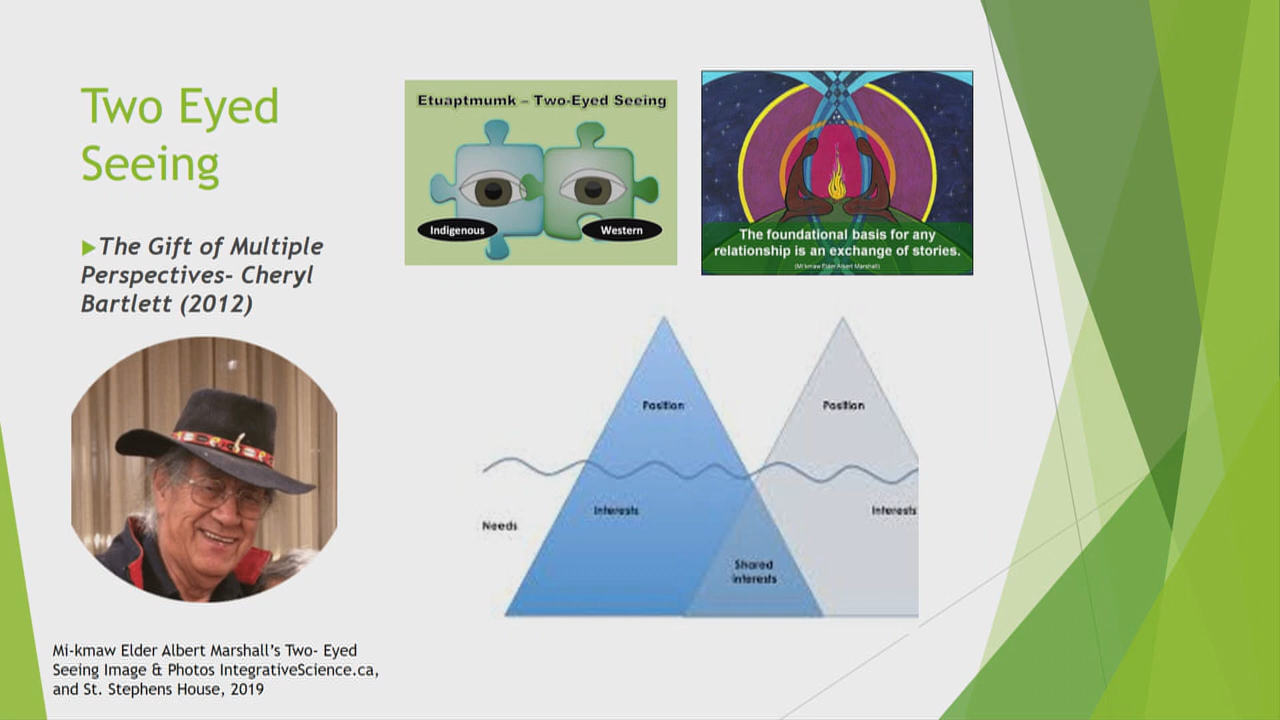 Two Eyed
Seeing
The Gift of Multiple
Perspectives- Cheryl
Bartlett (2012)
Mi-kmaw Elder Albert Marshall’s Two- Eyed
Seeing Image & Photos IntegrativeScience.ca,
and St. Stephens House, 2019
Etuaptmumk – Two-Eyed Seeing
Indigenous
Western
The foundational basis for any
relationship is an exchange of stories.
(Mi'kmaw Elder Albert Marshall)
Position
Position
Interests
Interests
Needs
Shared
interests